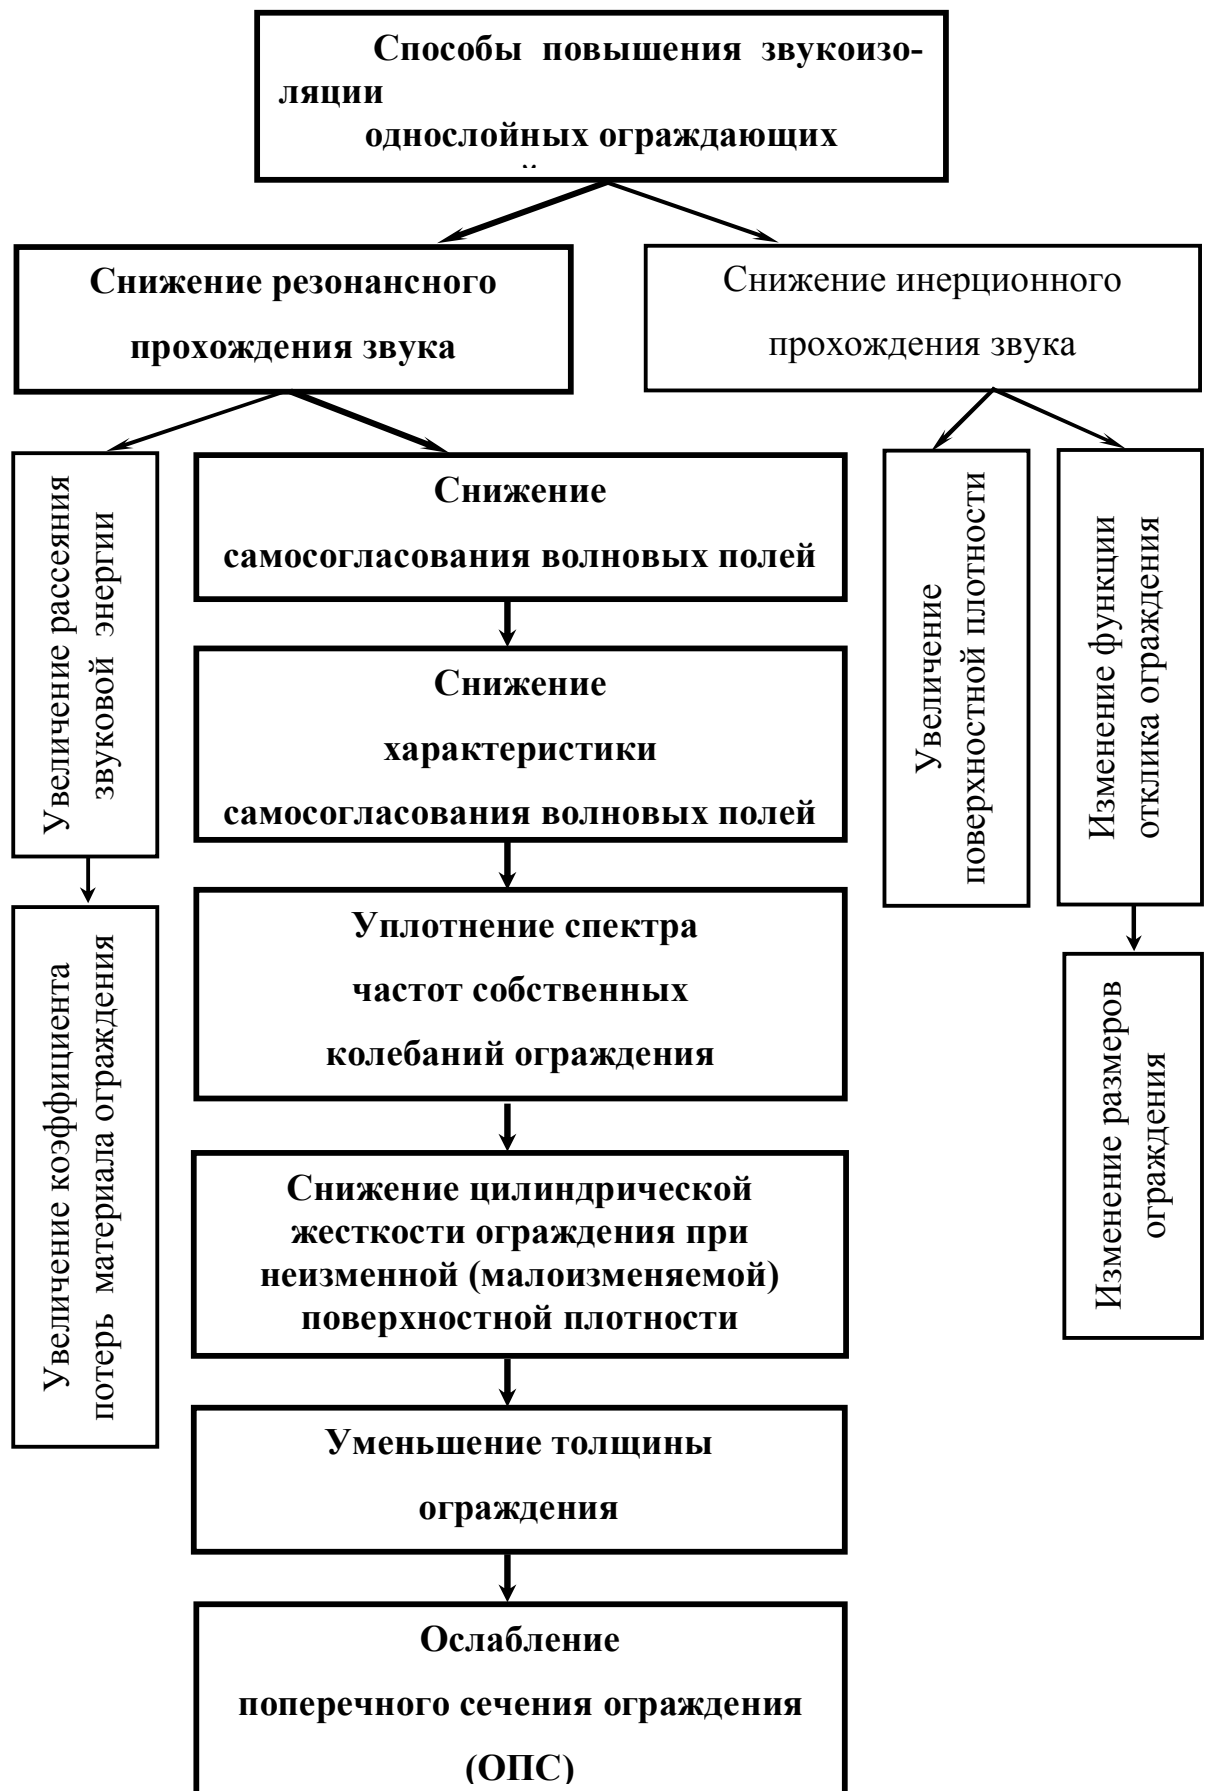 Способы повышения звукоизо-
ляции
однослойных ограждающих
Снижение резонансного
прохождения звука
Снижение инерционного
прохождения звука
Увеличение рассеяния
звуковой энергии
Снижение
самосогласования волновых полей
Увеличение
поверхностной плотности
Изменение функции
отклика ограждения
Снижение
характеристики
самосогласования волновых полей
Уплотнение спектра
частот собственных
колебаний ограждения
Увеличение коэффициента
потерь материала ограждения
Изменение размеров
ограждения
Снижение цилиндрической
жесткости ограждения при
неизменной (малоизменяемой)
поверхностной плотности
Уменьшение толщины
ограждения
Ослабление
поперечного сечения ограждения
(ОПС)